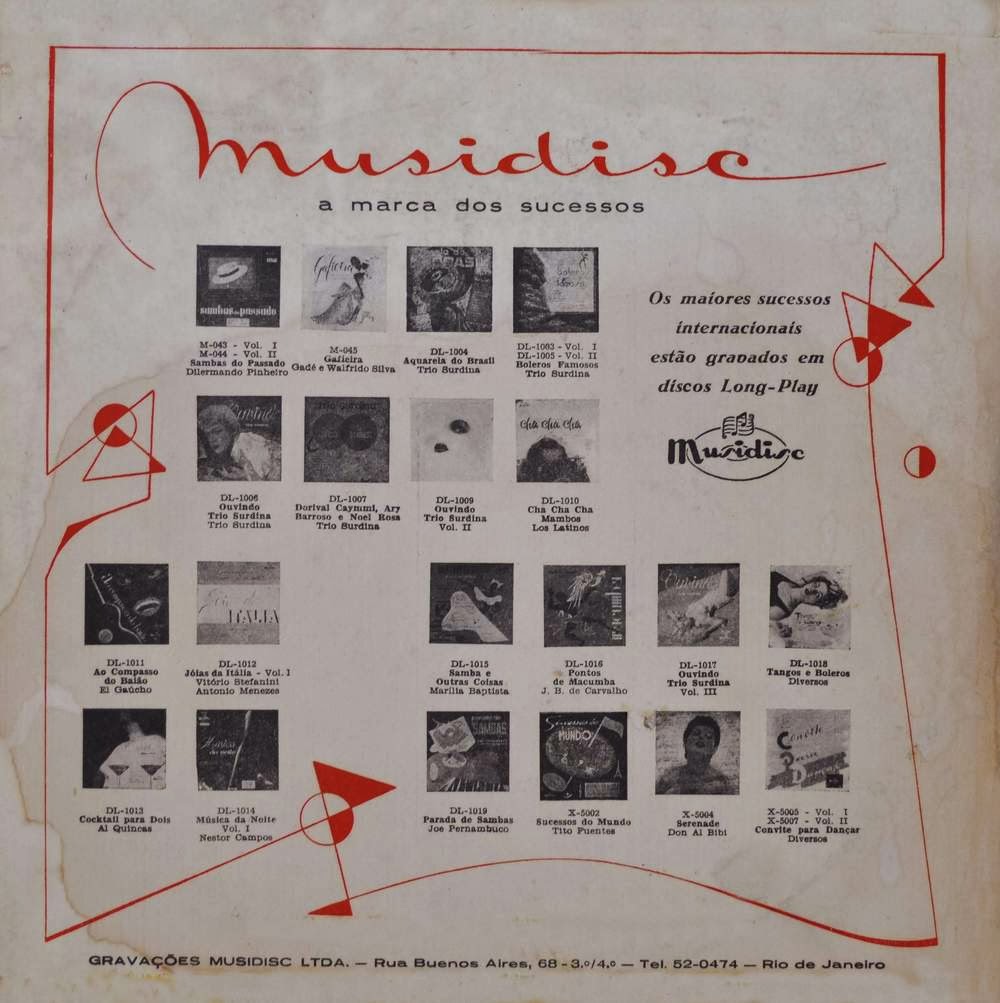 Musidisc
a marca dos sucessos
M-043 - Vol. I
M-044 - Vol. II
Sambas do Passado
Dilermando Pinheiro
M-045
Gafieira
Gadé e Walfrido Silva
DL-1004
Aquarela do Brasil
Trio Surdina
DL-1003 - Vol. I
DL-1005 - Vol. II
Boleros Famosos
Trio Surdina
Os maiores sucessos
internacionais
estão gravados em
discos Long-Play
Musidisc
DL-1006
Ouvindo
Trio Surdina
Trio Surdina
DL-1007
Dorival Caymmi, Ary
Barroso e Noel Rosa
Trio Surdina
DL-1009
Ouvindo
Trio Surdina
Vol. II
Cha Cha Cha
DL-1010
Cha Cha Cha
Mambos
Los Latinos
DL-1011
Ao Compasso
do Baião
El Gaúcho
ITALIA
DL-1012
Jóias da Itália - Vol. I
Vitório Stefanini
Antonio Menezes
DL-1015
Samba e
Outras Coisas
Marilia Baptista
DL-1016
Pontos
de Macumba
J. B. de Carvalho
DL-1017
Ouvindo
Trio Surdina
Vol. III
DL-1018
Tangos e Boleros
Diversos
DL-1013
Cocktail para Dois
Al Quincas
DL-1014
Música da Noite
Vol. I
Nestor Campos
SAMBAS
DL-1019
Parada de Sambas
Joe Pernambuco
MUNDO
X-5002
Sucessos do Mundo
Tito Fuentes
X-5004
Serenade
Don Al Bibi
X-5005 - Vol. I
X-5007 - Vol. II
Convite para Dançar
Diversos
GRAVAÇÕES MUSIDISC LTDA. — Rua Buenos Aires, 68 - 3.º/4.º — Tel. 52-0474 — Rio de Janeiro